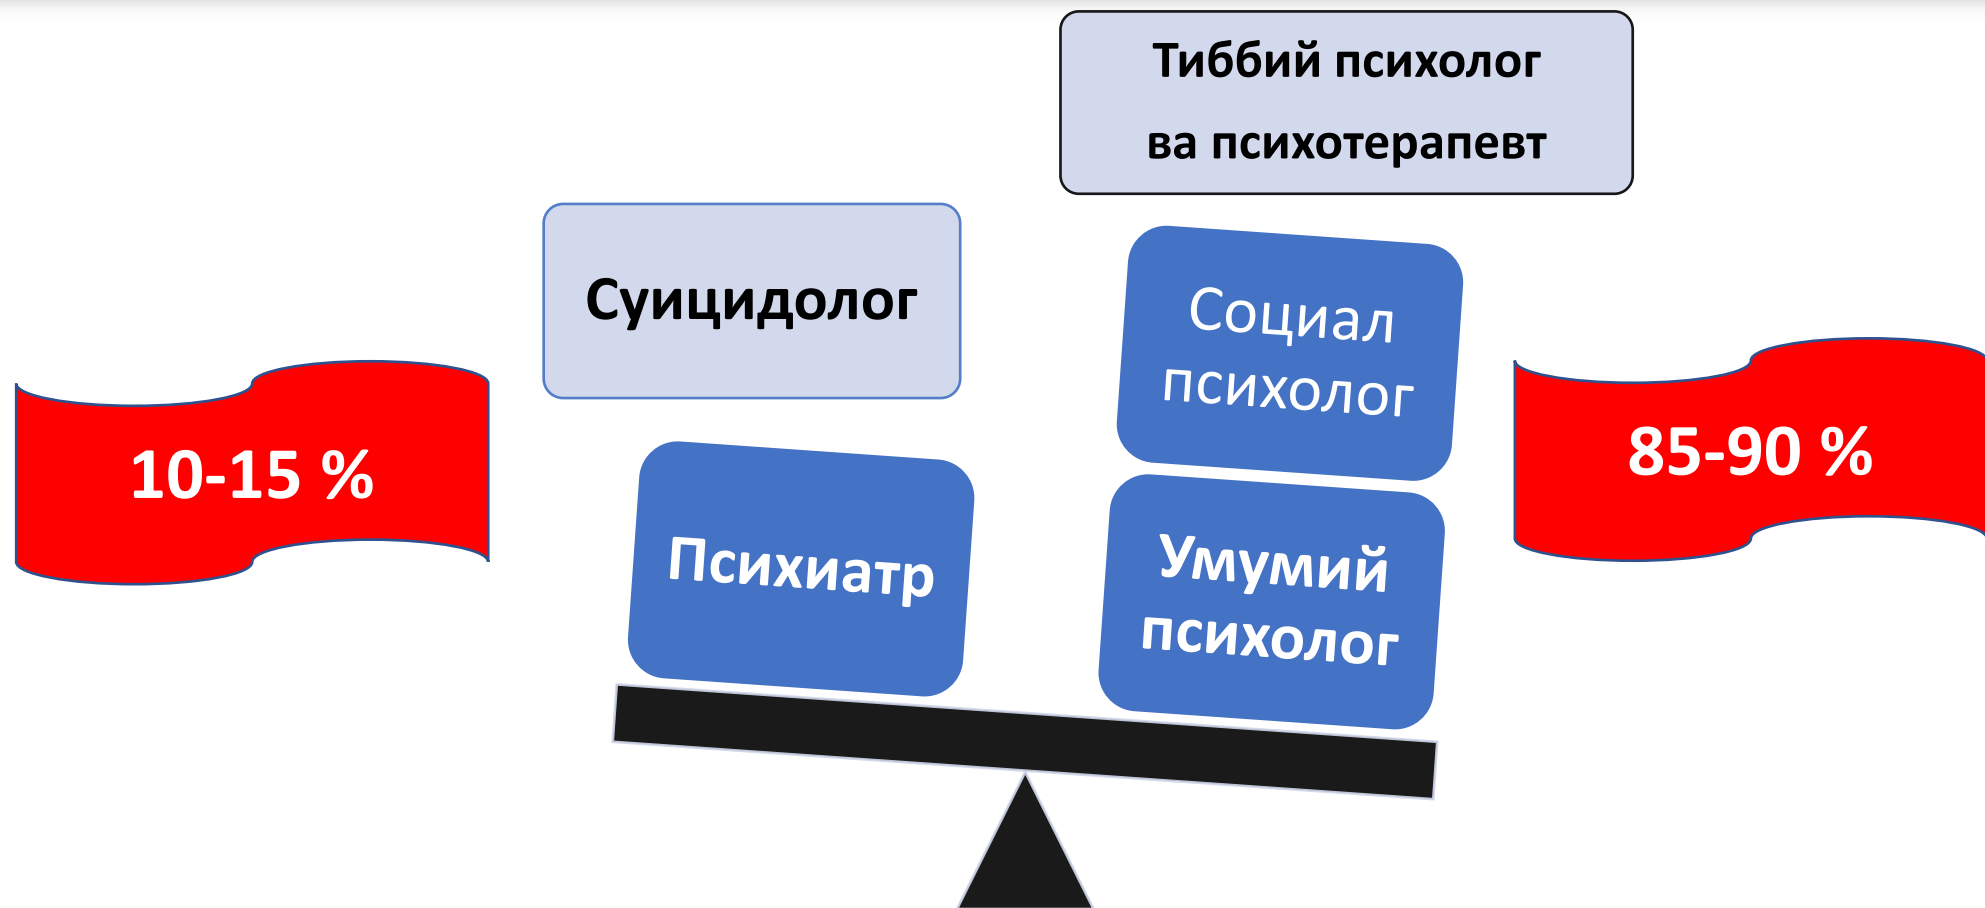 Тиббий психолог
ва психотерапевт
Суицидолог
Социал
психолог
10-15 %
85-90 %
Психиатр
Умумий
психолог